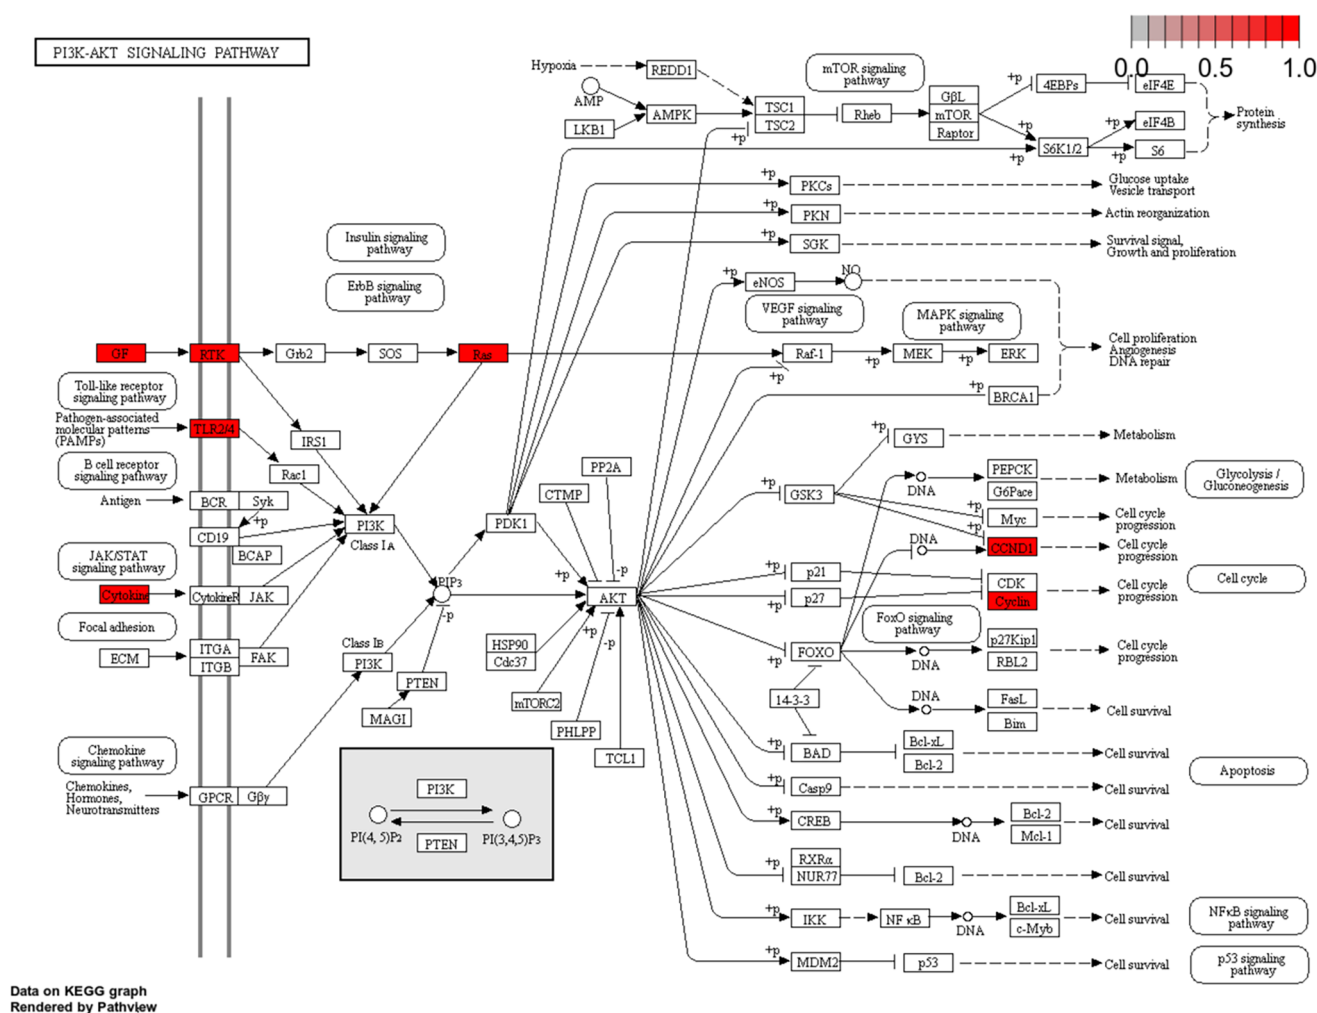 PI3K-AKT SIGNALING PATHWAY
0.0
0.5
1.0
Hypoxia
REDD1
mTOR signaling
pathway
AMP
LKB1
AMPK
TSC1
TSC2
+p
Rheb
GβL
mTOR
Raptor
+p
4EBPs
eIF4E
+p
S6K1/2
+p
+p
eIF4B
+p
S6
Protein
synthesis
+p
PKCs
Glucose uptake
Vesicle transport
+p
PKN
Actin reorganization
+p
SGK
Survival signal,
Growth and proliferation
Insulin signaling
pathway
ErbB signaling
pathway
+p
eNOS
NO
VEGF signaling
pathway
MAPK signaling
pathway
GF
RTK
Grb2
SOS
Ras
Raf-1
+p
+p
MEK
+p
ERK
Cell proliferation
Angiogenesis
DNA repair
+p
BRCA1
Toll-like receptor
signaling pathway
Pathogen-associated
molecular patterns
(PAMPs)
TLR2/4
IRS1
Rac1
B cell receptor
signaling pathway
Antigen
BCR
Syk
+p
CD19
BCAP
PI3K
Class IA
JAK/STAT
signaling pathway
Cytokine
CytokineR
JAK
Focal adhesion
ECM
ITGA
ITGB
FAK
Class IB
PI3K
PIP3
-p
PTEN
MAGI
Chemokine
signaling pathway
Chemokines,
Hormones,
Neurotransmitters
GPCR
Gβγ
PI3K
PI(4, 5)P2
PI(3,4,5)P3
PTEN
PDK1
CTMP
PP2A
+p
-p
AKT
HSP90
Cdc37
+p
-p
mTORC2
PHLPP
TCL1
+p
GYS
Metabolism
+p
GSK3
DNA
PEPCK
G6Pace
Metabolism
Glycolysis /
Gluconeogenesis
+p
Myc
Cell cycle
progression
+p
DNA
CCND1
Cell cycle
progression
+p
p21
+p
p27
CDK
Cyclin
Cell cycle
progression
Cell cycle
FoxO signaling
pathway
+p
FOXO
DNA
p27Kip1
RBL2
Cell cycle
progression
14-3-3
DNA
FasL
Bim
Cell survival
+p
BAD
Bcl-xL
Bcl-2
Cell survival
Apoptosis
+p
Casp9
Cell survival
+p
CREB
DNA
Bcl-2
Mcl-1
Cell survival
+p
RXRα
NUR77
Bcl-2
Cell survival
+p
IKK
NFκB
DNA
Bcl-xL
c-Myb
Cell survival
NFκB signaling
pathway
+p
MDM2
p53
Cell survival
p53 signaling
pathway
Data on KEGG graph
Rendered by Pathview